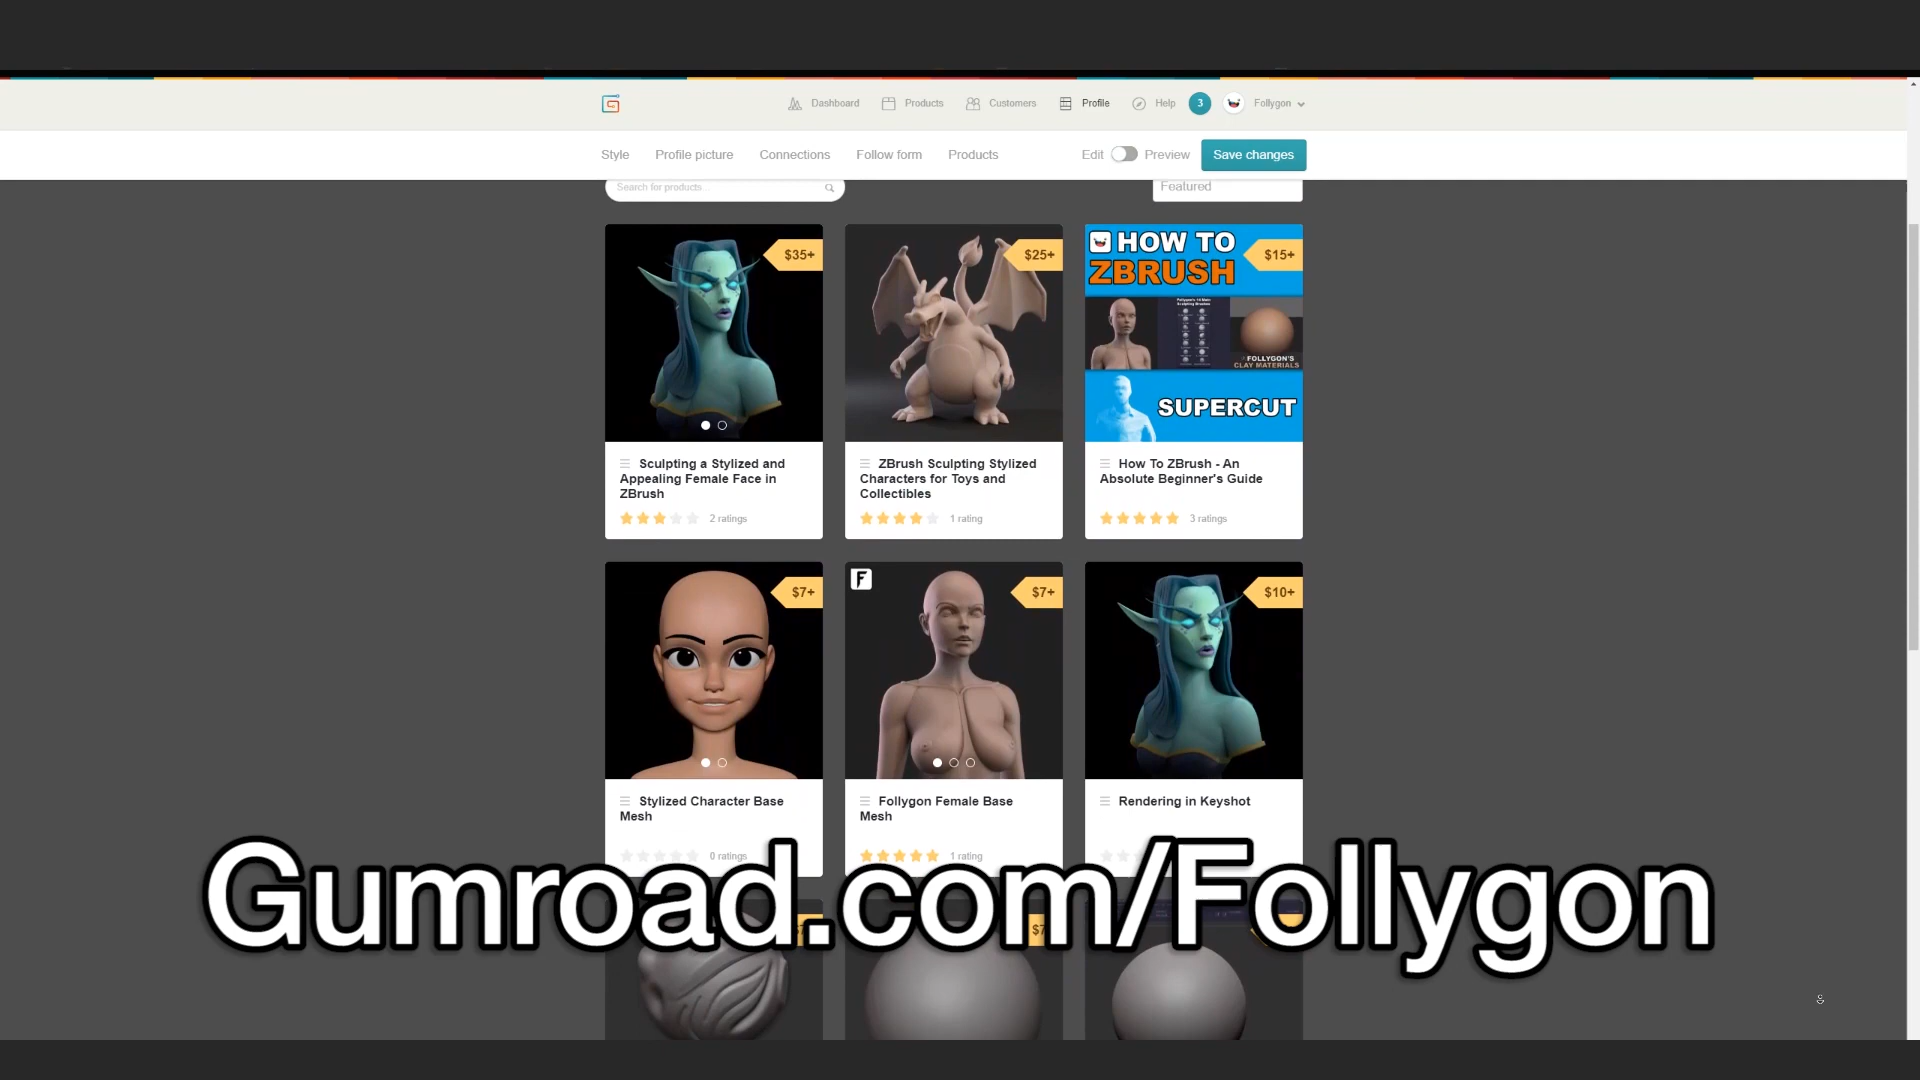 Dashboard
Products
Customers
Profile
Help
3
Follygon
Style
Profile picture
Connections
Follow form
Products
Edit
Preview
Save changes
Search for products...
Featured
$35+
$25+
HOW TO
$15+
ZBRUSH
FOLLYGON'S
CLAY MATERIALS
SUPERCUT
Sculpting a Stylized and
Appealing Female Face in
ZBrush
2 ratings
ZBrush Sculpting Stylized
Characters for Toys and
Collectibles
1 rating
How To ZBrush - An
Absolute Beginner's Guide
3 ratings
$7+
F
$7+
$10+
Stylized Character Base
Mesh
0 ratings
Follygon Female Base
Mesh
1 rating
Rendering in Keyshot
Gumroad.com/Follygon